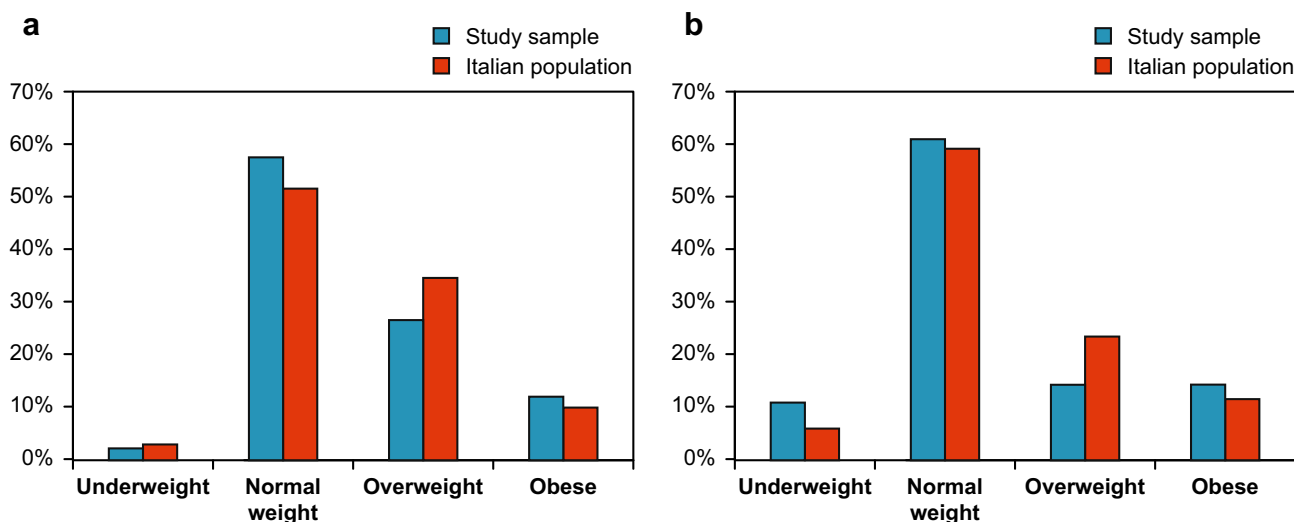 a
Study sample
Italian population
70%
60%
50%
40%
30%
20%
10%
0%
Underweight
Normal
weight
Overweight
Obese
b
Study sample
Italian population
70%
60%
50%
40%
30%
20%
10%
0%
Underweight
Normal
weight
Overweight
Obese